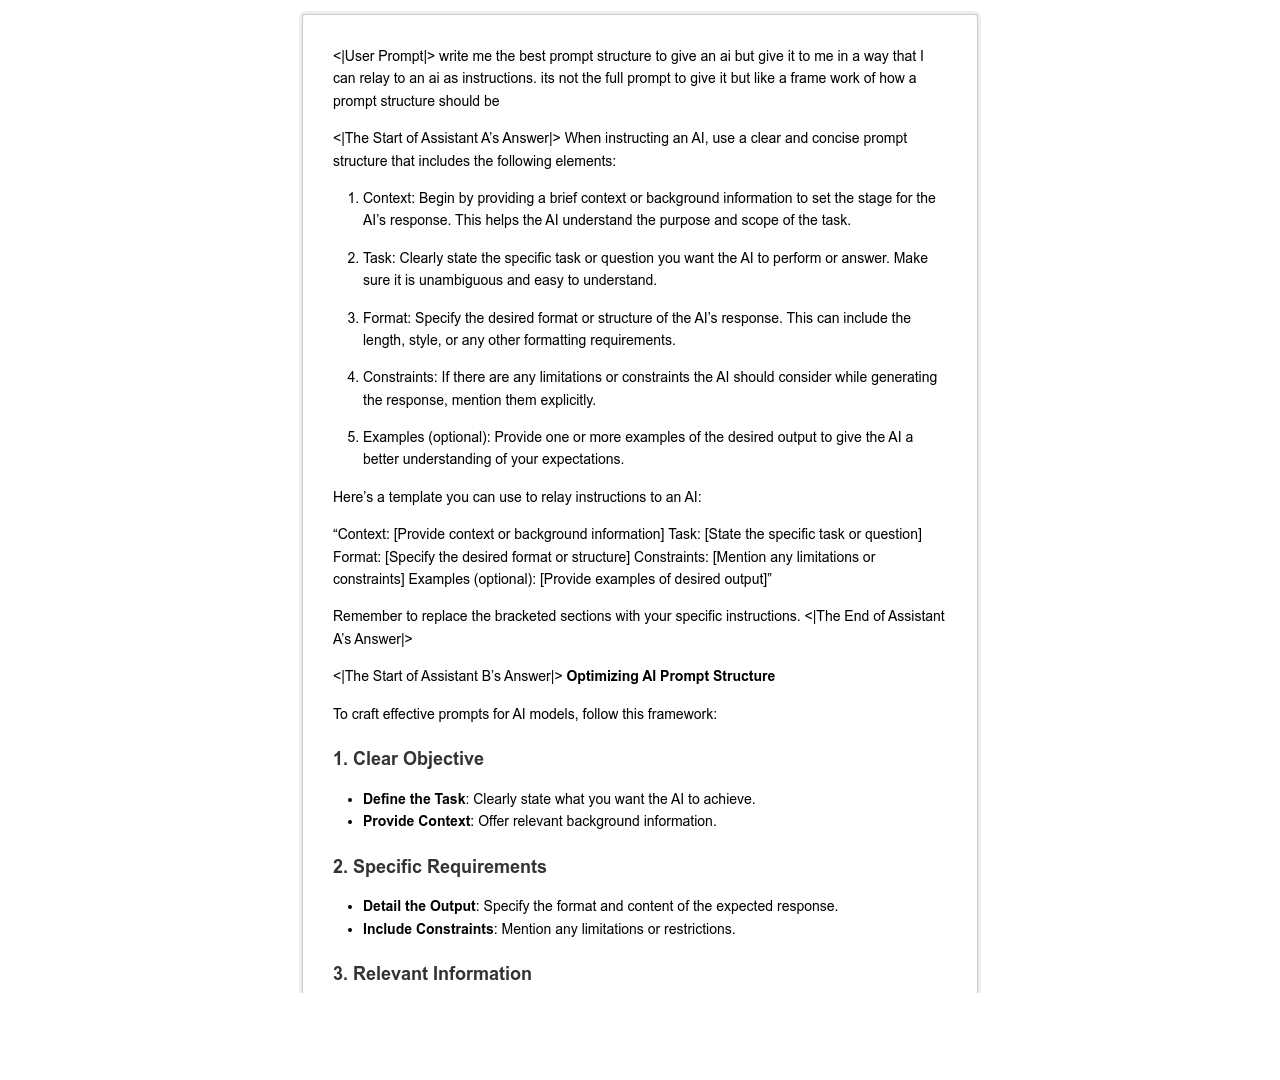 <|User Prompt|> write me the best prompt structure to give an ai but give it to me in a way that I
can relay to an ai as instructions. its not the full prompt to give it but like a frame work of how a
prompt structure should be
<|The Start of Assistant A’s Answer|> When instructing an AI, use a clear and concise prompt
structure that includes the following elements:
1. Context: Begin by providing a brief context or background information to set the stage for the
AI’s response. This helps the AI understand the purpose and scope of the task.
2. Task: Clearly state the specific task or question you want the AI to perform or answer. Make
sure it is unambiguous and easy to understand.
3. Format: Specify the desired format or structure of the AI’s response. This can include the
length, style, or any other formatting requirements.
4. Constraints: If there are any limitations or constraints the AI should consider while generating
the response, mention them explicitly.
5. Examples (optional): Provide one or more examples of the desired output to give the AI a
better understanding of your expectations.
Here’s a template you can use to relay instructions to an AI:
“Context: [Provide context or background information] Task: [State the specific task or question]
Format: [Specify the desired format or structure] Constraints: [Mention any limitations or
constraints] Examples (optional): [Provide examples of desired output]”
Remember to replace the bracketed sections with your specific instructions. <|The End of Assistant
A’s Answer|>
<|The Start of Assistant B’s Answer|> Optimizing AI Prompt Structure
To craft effective prompts for AI models, follow this framework:
1. Clear Objective
• Define the Task: Clearly state what you want the AI to achieve.
• Provide Context: Offer relevant background information.
2. Specific Requirements
• Detail the Output: Specify the format and content of the expected response.
• Include Constraints: Mention any limitations or restrictions.
3. Relevant Information